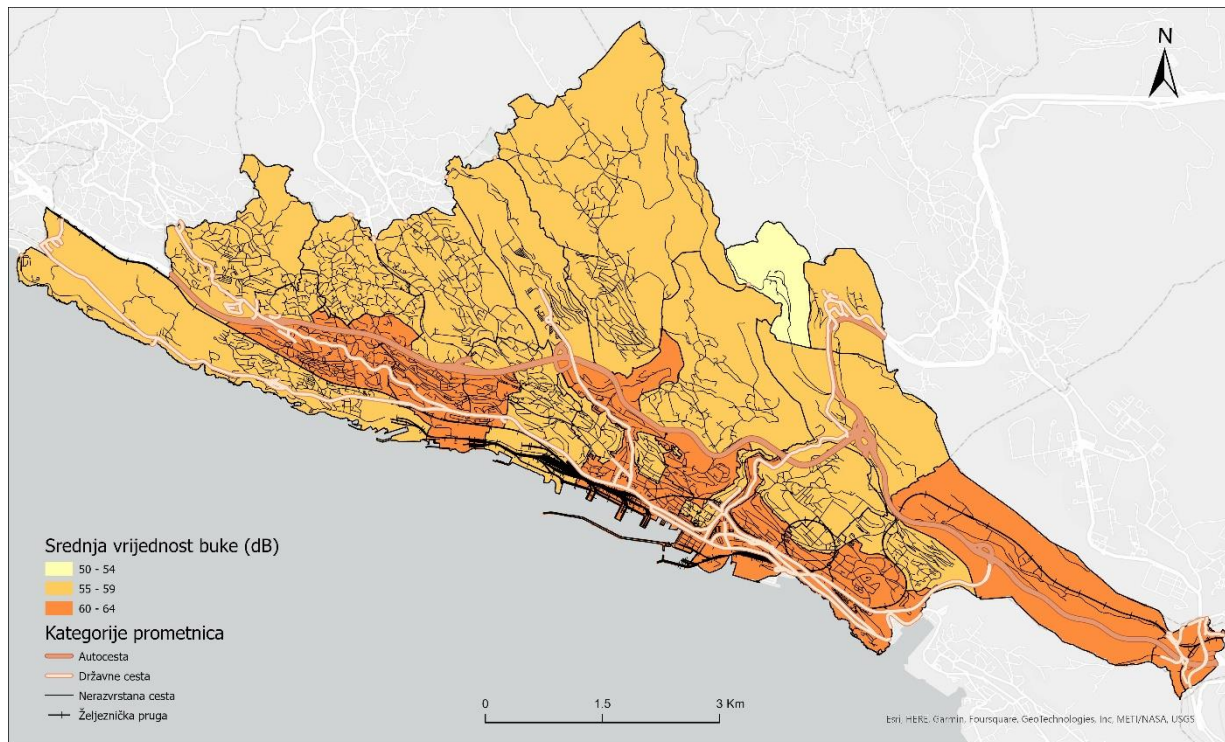 N
Srednja vrijednost buke (dB)
50 - 54
55 - 59
60 - 64
Kategorije prometnica
Autocesta
Državne cesta
Nerazvrstana cesta
Željeznička pruga
0 1.5 3 Km
Esri, HERE, Garmin, Foursquare, GeoTechnologies, Inc, METI/NASA, USGS